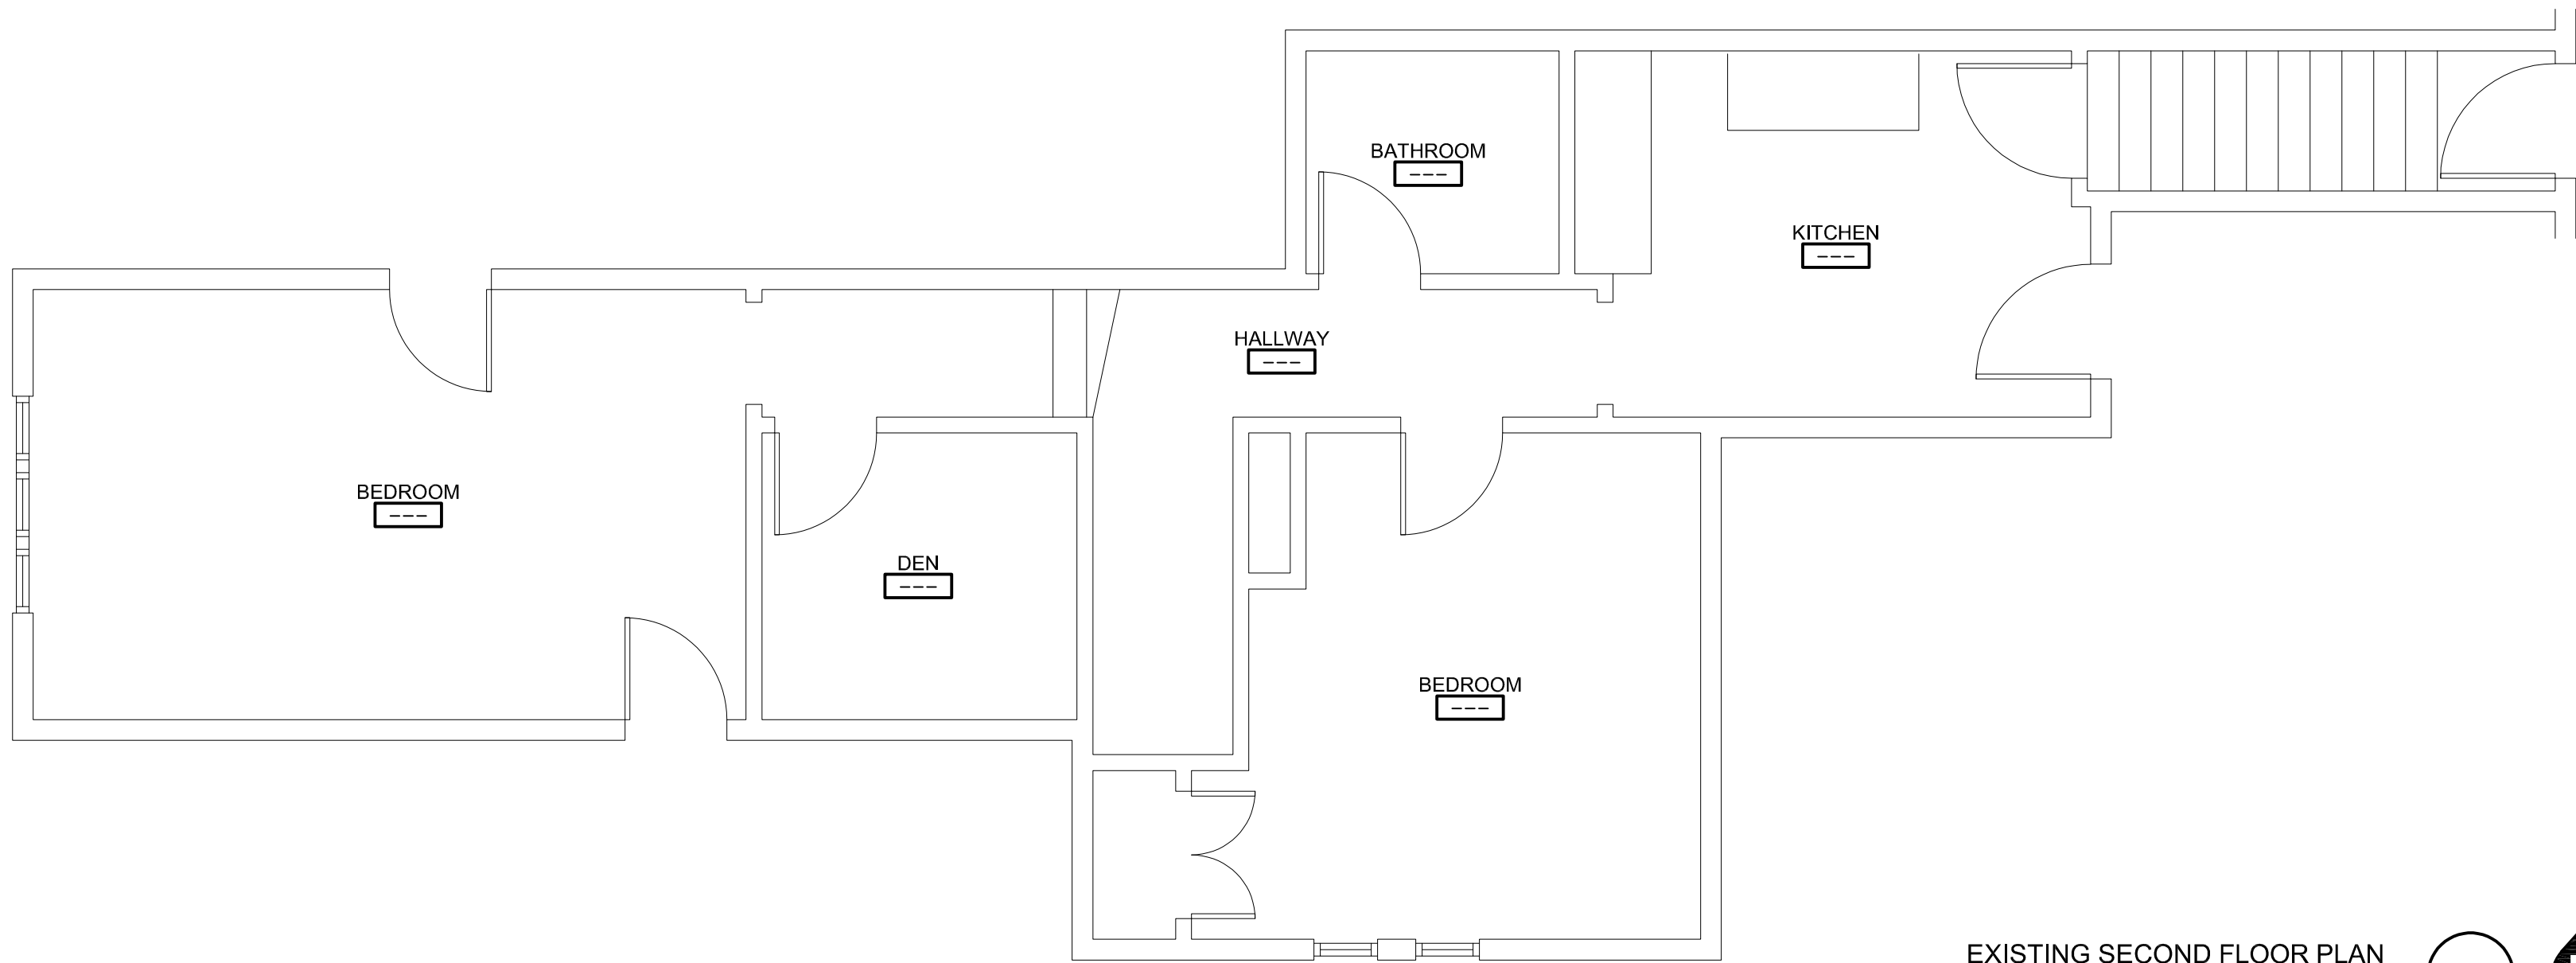 BATHROOM
---
KITCHEN
---
HALLWAY
---
BEDROOM
---
DEN
---
BEDROOM
---
EXISTING SECOND FLOOR PLAN